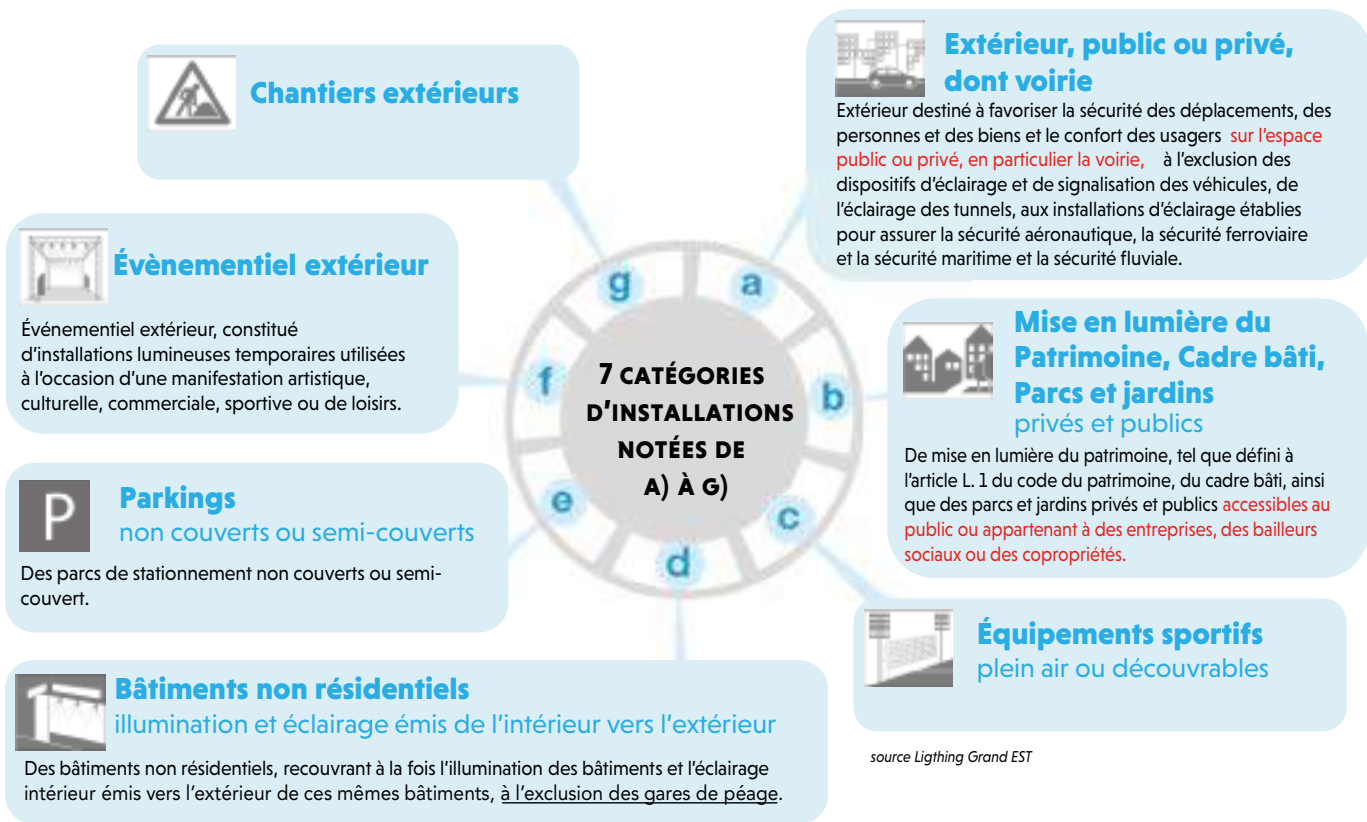 Chantiers extérieurs
Extérieur, public ou privé,
dont voirie
Extérieur destiné à favoriser la sécurité des déplacements, des
personnes et des biens et le confort des usagers sur l'espace
public ou privé, en particulier la voirie, à l'exclusion des
dispositifs d'éclairage et de signalisation des véhicules, de
l'éclairage des tunnels, aux installations d'éclairage établies
pour assurer la sécurité aéronautique, la sécurité ferroviaire
et la sécurité maritime et la sécurité fluviale.
Évènementiel extérieur
Événementiel extérieur, constitué
d'installations lumineuses temporaires utilisées
à l'occasion d'une manifestation artistique,
culturelle, commerciale, sportive ou de loisirs.
g
a
f
b
e
c
d
7 CATÉGORIES
D'INSTALLATIONS
NOTÉES DE
A) À G)
Mise en lumière du
Patrimoine, Cadre bâti,
Parcs et jardins
privés et publics
De mise en lumière du patrimoine, tel que défini à
l'article L. 1 du code du patrimoine, du cadre bâti, ainsi
que des parcs et jardins privés et publics accessibles au
public ou appartenant à des entreprises, des bailleurs
sociaux ou des copropriétés.
P
Parkings
non couverts ou semi-couverts
Des parcs de stationnement non couverts ou semi-
couvert.
Équipements sportifs
plein air ou découvrables
Bâtiments non résidentiels
illumination et éclairage émis de l'intérieur vers l'extérieur
Des bâtiments non résidentiels, recouvrant à la fois l'illumination des bâtiments et l'éclairage
intérieur émis vers l'extérieur de ces mêmes bâtiments, à l'exclusion des gares de péage.
source Ligthing Grand EST